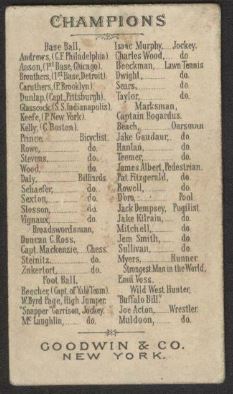 CHAMPIONS
Base Ball,
Andrews, (C.F. Philadelphia)
Anson, (1st Base, Chicago).
Brouthers, (1st Base, Detroit).
Caruthers, (P. Brooklyn).
Dunlap, (Capt. Pittsburgh).
Glasscock, (S.S. Indianapolis).
Keefe, (P. New York).
Kelly, (C. Boston).
Prince, Bicyclist.
Rowe, do.
Stevens, do.
Wood, do.
Daly, Billiards.
Schaefer, do.
Sexton, do.
Slosson, do.
Vignaux, do.
Broadswordsman,
Duncan C. Ross,
Capt. Mackenzie, Chess.
Steinitz, do.
Zukertort, do.
Foot Ball,
Beecher, (Capt. of Yale Team).
W. Byrd Page, High Jumper.
"Snapper" Garrison, Jockey.
Mc Laughlin, do.
Isaac Murphy, Jockey.
Charles Wood, do
Beeckman, Lawn Tennis
Dwight, do.
Sears, do.
Taylor, do.
Marksman,
Captain Bogardus.
Beach, Oarsman
Jake Gaudaur, do.
Hanlan, do.
Teemer, do.
James Albert, Pedestrian.
Pat Fitzgerald, do.
Rowell, do.
D'oro Pool
Jack Dempsey, Pugilist.
Jake Kilrain, do.
Mitchell, do.
Jem Smith, do.
Sullivan, do.
Myers, Runner
Strongest Man in the World,
Emil Voss.
Wild West Hunter,
"Buffalo Bill."
Joe Acton, Wrestler.
Muldoon, do.
GOODWIN & CO.
NEW YORK.